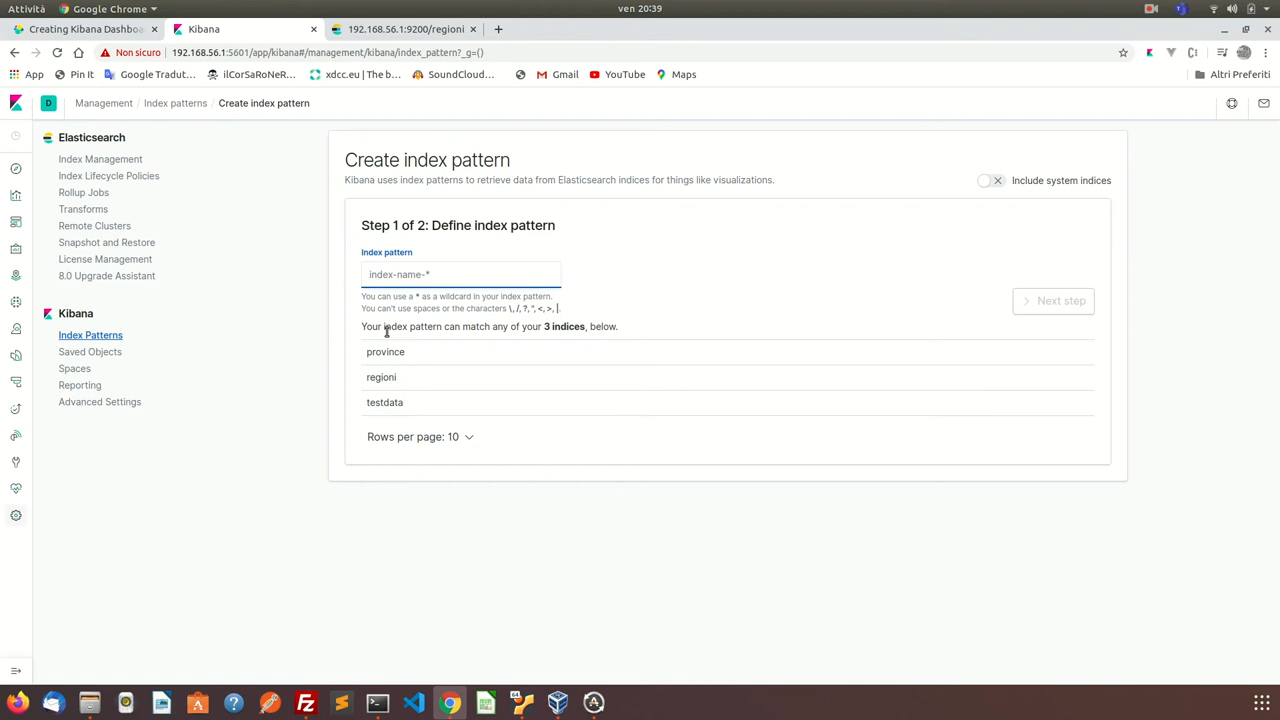 Attività
Google Chrome
ven 20:39
Creating Kibana Dashboa
Kibana
192.168.56.1:9200/regioni
Non sicuro
192.168.56.1:5601/app/kibana#/management/kibana/index_pattern?_g=()
App
Pin It
Google Tradut...
ilCorSaRoNeR...
xdcc.eu | The b...
SoundCloud...
Gmail
YouTube
Maps
Altri Preferiti
D
Management / Index patterns / Create index pattern
Elasticsearch
Index Management
Index Lifecycle Policies
Rollup Jobs
Transforms
Remote Clusters
Snapshot and Restore
License Management
8.0 Upgrade Assistant
Kibana
Index Patterns
Saved Objects
Spaces
Reporting
Advanced Settings
Create index pattern
Kibana uses index patterns to retrieve data from Elasticsearch indices for things like visualizations.
Include system indices
Step 1 of 2: Define index pattern
Index pattern
index-name-*
You can use a * as a wildcard in your index pattern.
You can't use spaces or the characters \, /, ?, ", <, >, |.
Next step
Your index pattern can match any of your 3 indices, below.
province
regioni
testdata
Rows per page: 10